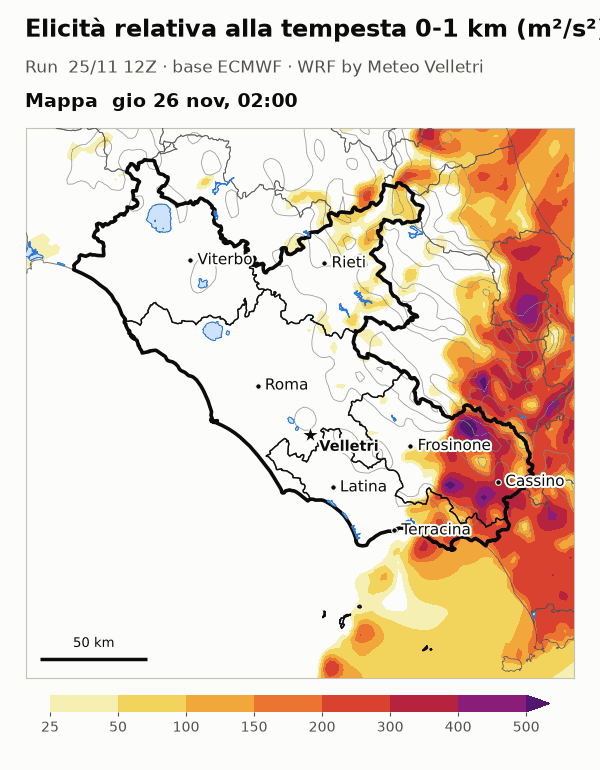 Elicità relativa alla tempesta 0-1 km (m²/s²)
Run 25/11 12Z · base ECMWF · WRF by Meteo Velletri
Mappa gio 26 nov, 02:00
Viterbo
Rieti
Roma
Velletri
Frosinone
Latina
Cassino
Terracina
50 km
25 50 100 150 200 300 400 500